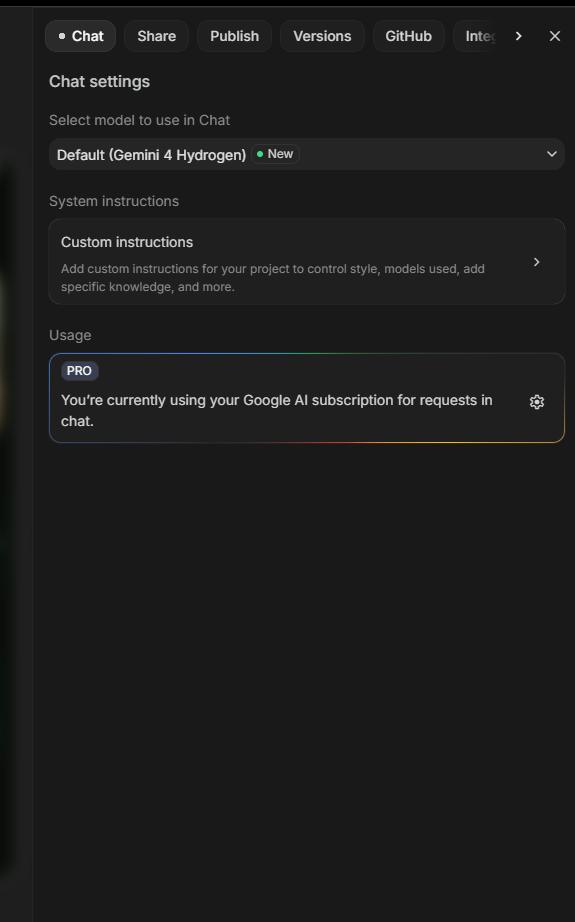 Chat Share Publish Versions GitHub
Chat settings
Select model to use in Chat
Default (Gemini 4 Hydrogen) New
System instructions
Custom instructions
Add custom instructions for your project to control style, models used, add
specific knowledge, and more.
Usage
PRO
You’re currently using your Google AI subscription for requests in
chat.